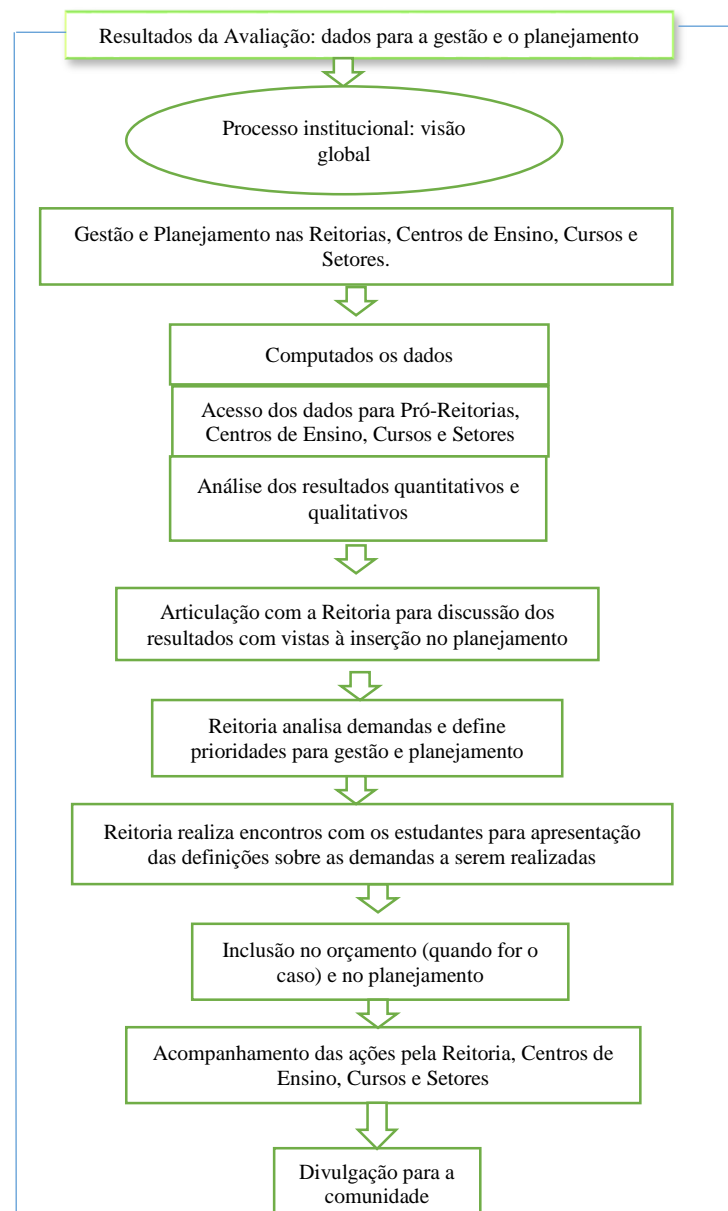 Resultados da Avaliação: dados para a gestão e o planejamento
Processo institucional: visão
global
Gestão e Planejamento nas Reitorias, Centros de Ensino, Cursos e
Setores.
Computados os dados
Acesso dos dados para Pró-Reitorias,
Centros de Ensino, Cursos e Setores
Análise dos resultados quantitativos e
qualitativos
Articulação com a Reitoria para discussão dos
resultados com vistas à inserção no planejamento
Reitoria analisa demandas e define
prioridades para gestão e planejamento
Reitoria realiza encontros com os estudantes para apresentação
das definições sobre as demandas a serem realizadas
Inclusão no orçamento (quando for o
caso) e no planejamento
Acompanhamento das ações pela Reitoria, Centros de
Ensino, Cursos e Setores
Divulgação para a
comunidade